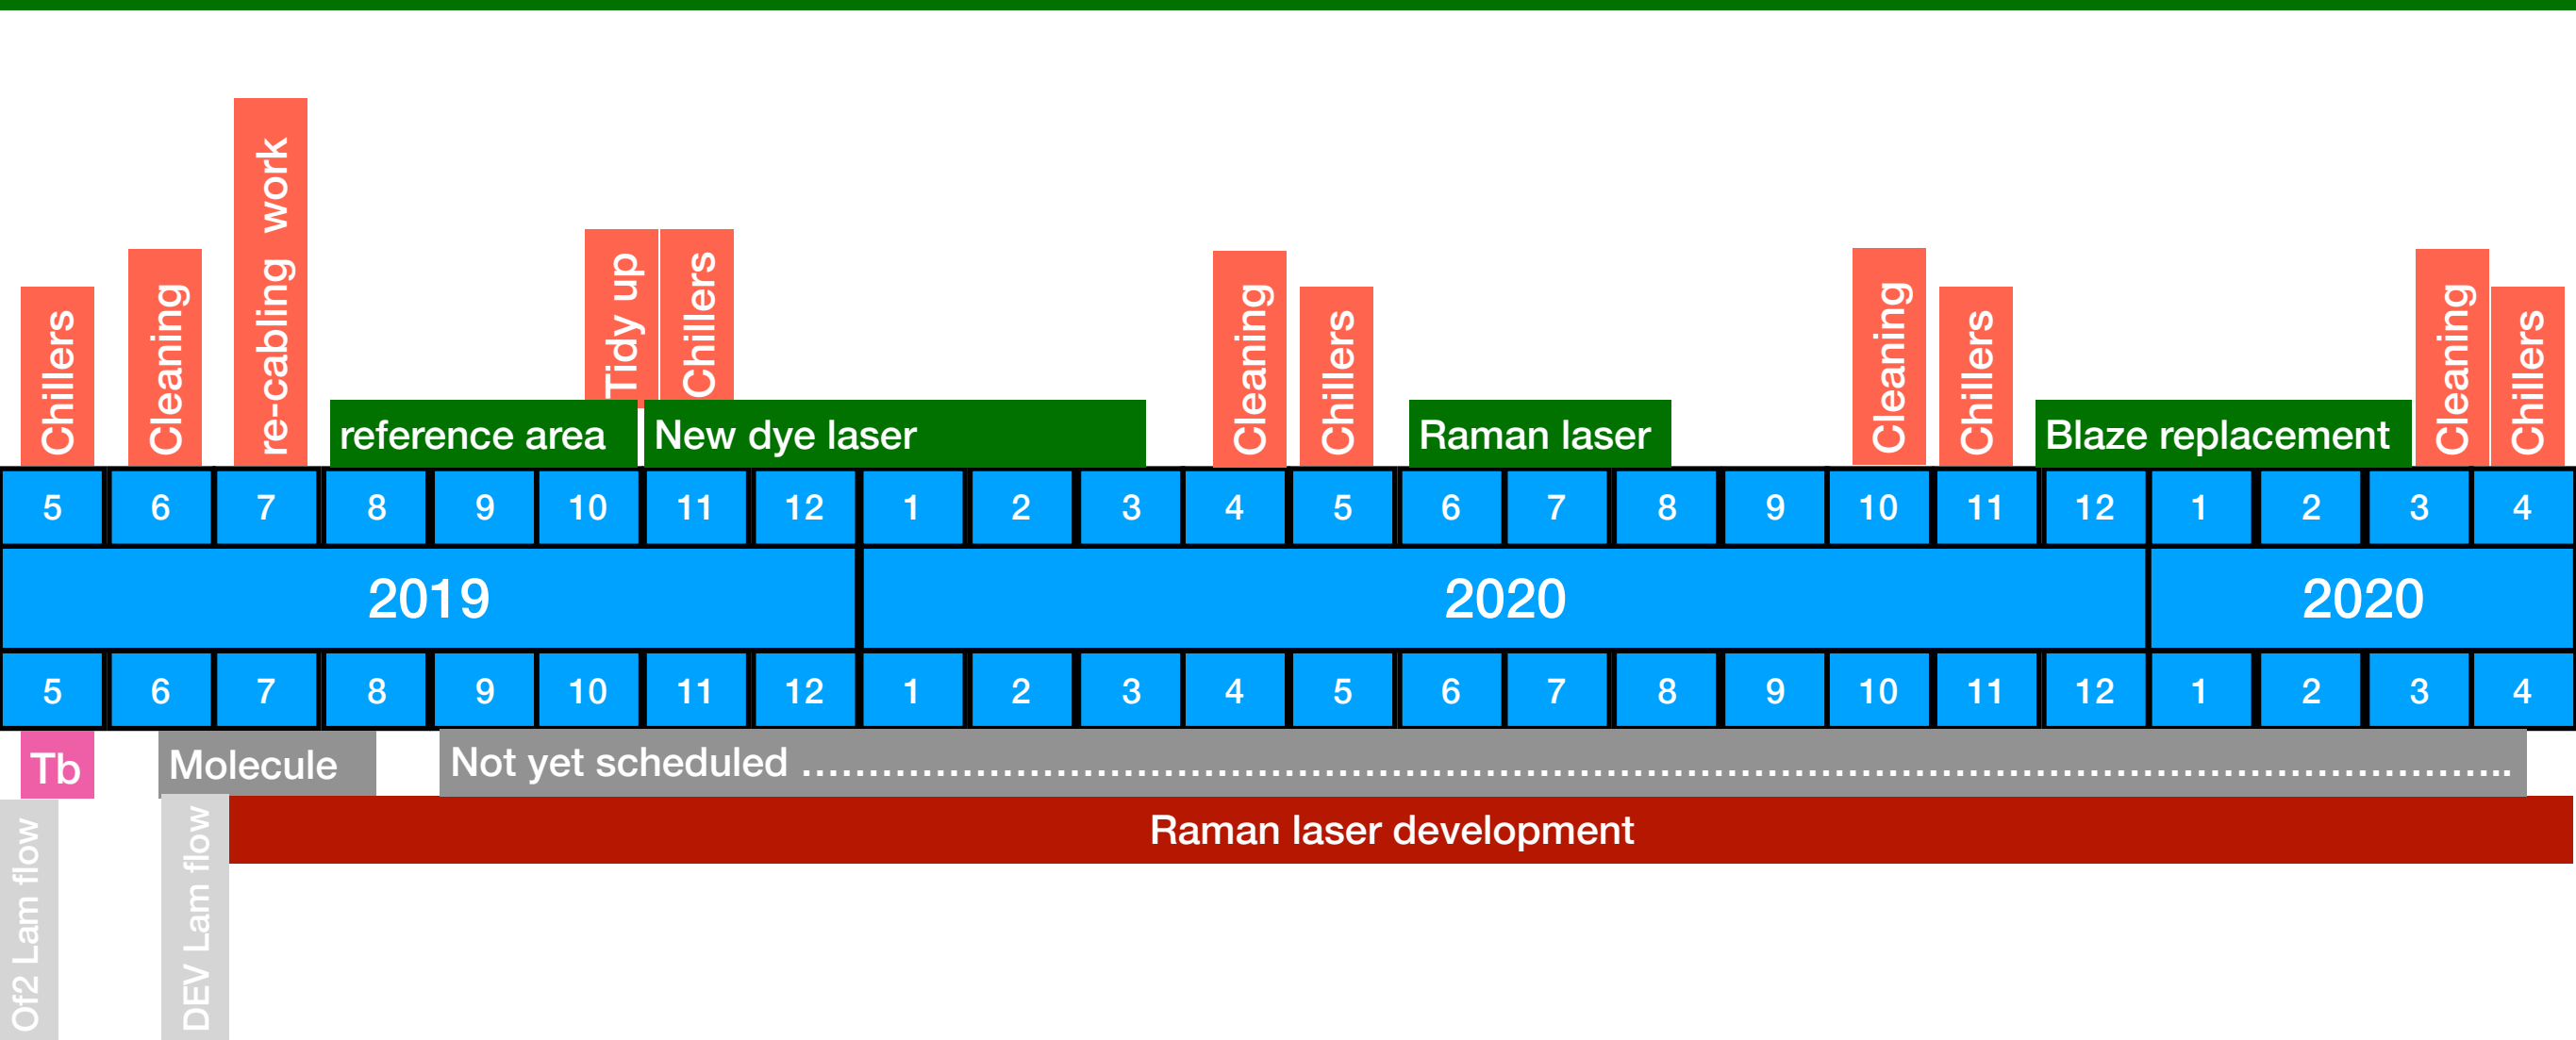 Chillers
Cleaning
re-cabling work
Tidy up
Chillers
Cleaning
Chillers
Cleaning
Chillers
Cleaning
Chillers
reference area
New dye laser
Raman laser
Blaze replacement
5 6 7 8 9 10 11 12 1 2 3 4 5 6 7 8 9 10 11 12 1 2 3 4
2019 2020 2020
5 6 7 8 9 10 11 12 1 2 3 4 5 6 7 8 9 10 11 12 1 2 3 4
Tb
Molecule
Not yet scheduled ................................................................................................................................
Raman laser development
Of2 Lam flow
DEV Lam flow